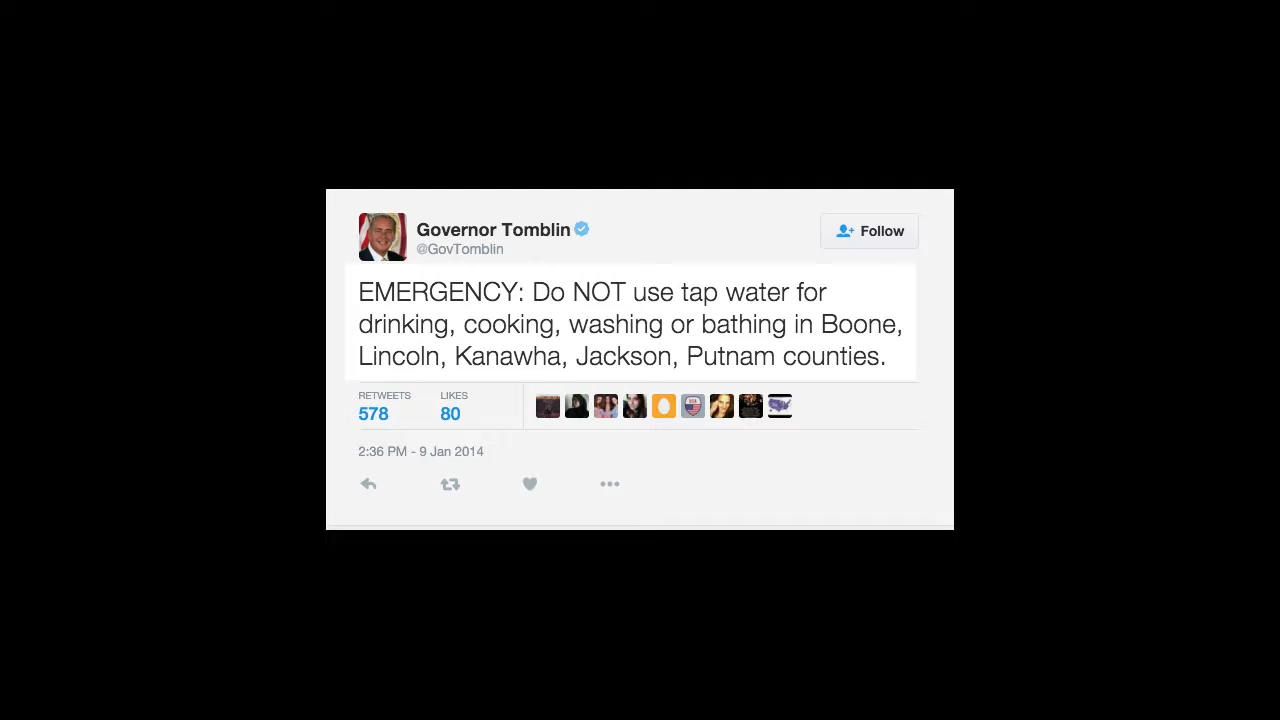 Governor Tomblin
@GovTomblin
Follow
EMERGENCY: Do NOT use tap water for
drinking, cooking, washing or bathing in Boone,
Lincoln, Kanawha, Jackson, Putnam counties.
RETWEETS LIKES
578 80
2:36 PM - 9 Jan 2014